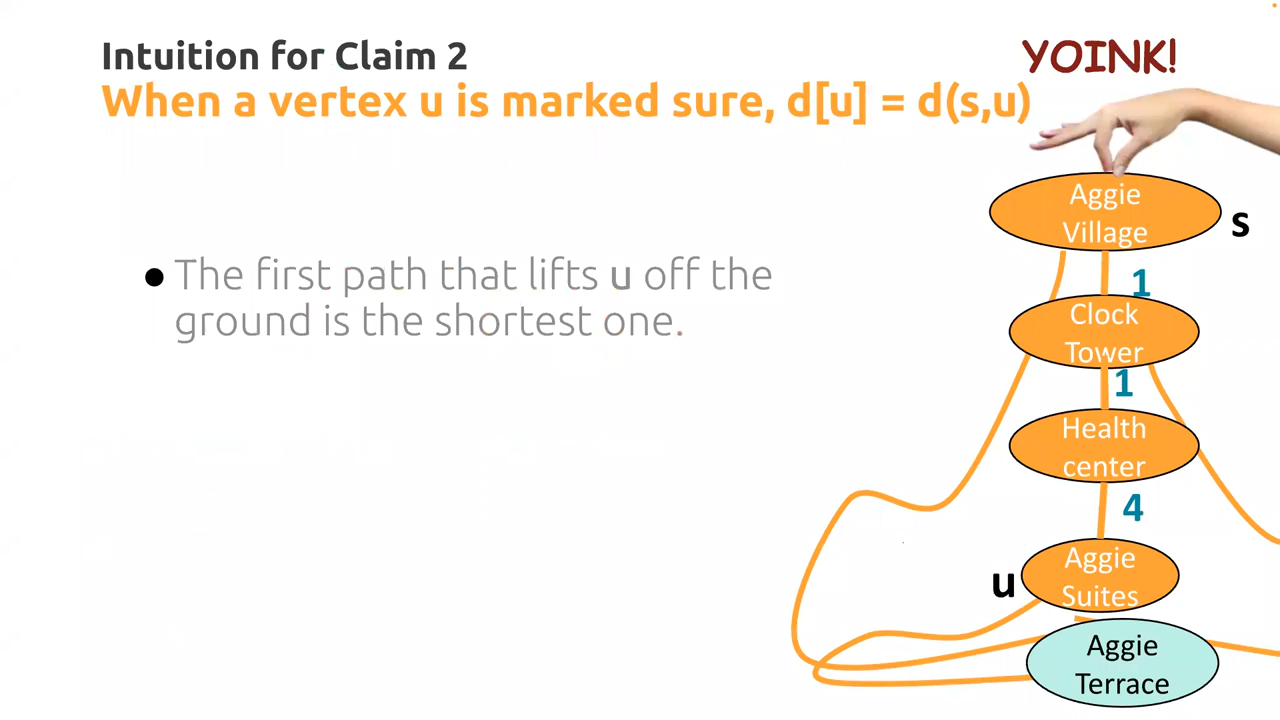 Intuition for Claim 2
YOINK!
When a vertex u is marked sure, d[u] = d(s,u)
Aggie
Village
s
● The first path that lifts u off the
ground is the shortest one.
1
Clock
Tower
1
Health
center
4
Aggie
Suites
u
Aggie
Terrace